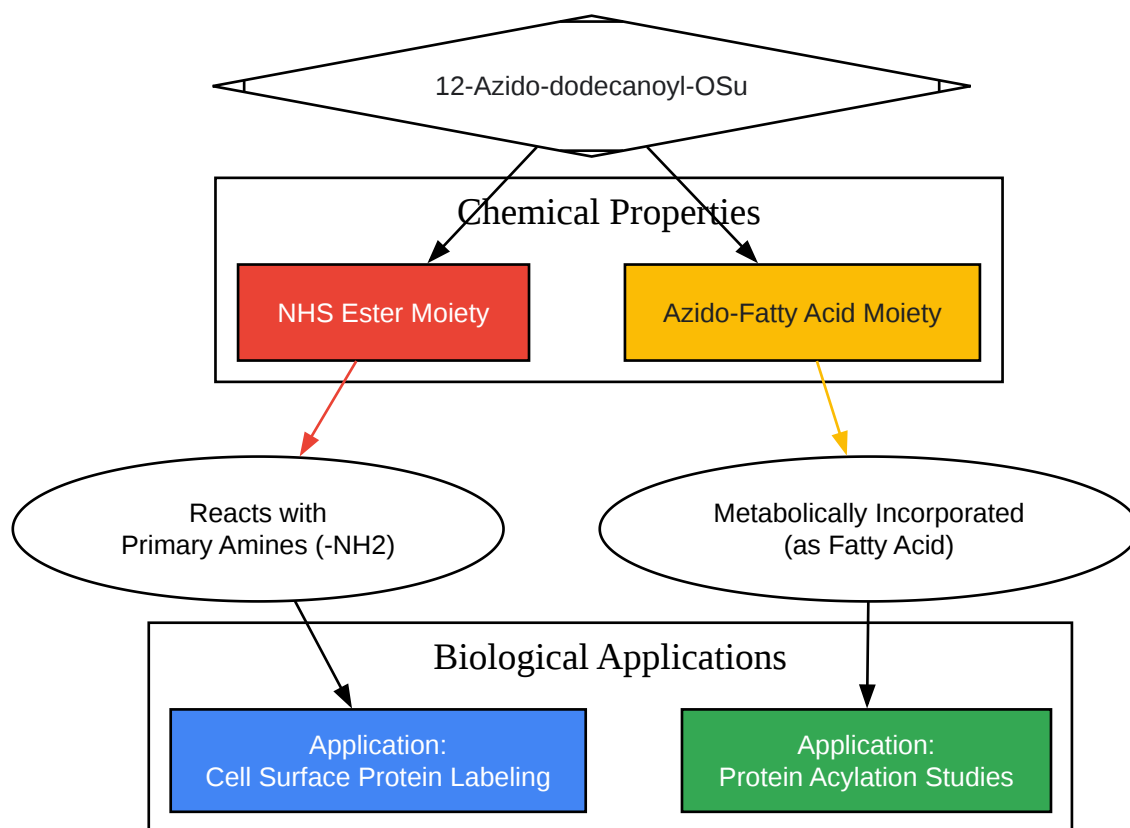 12-Azido-dodecanoyl-OSu
Chemical Properties
NHS Ester Moiety
Azido-Fatty Acid Moiety
Reacts with
Primary Amines (-NH2)
Metabolically Incorporated
(as Fatty Acid)
Biological Applications
Application:
Cell Surface Protein Labeling
Application:
Protein Acylation Studies